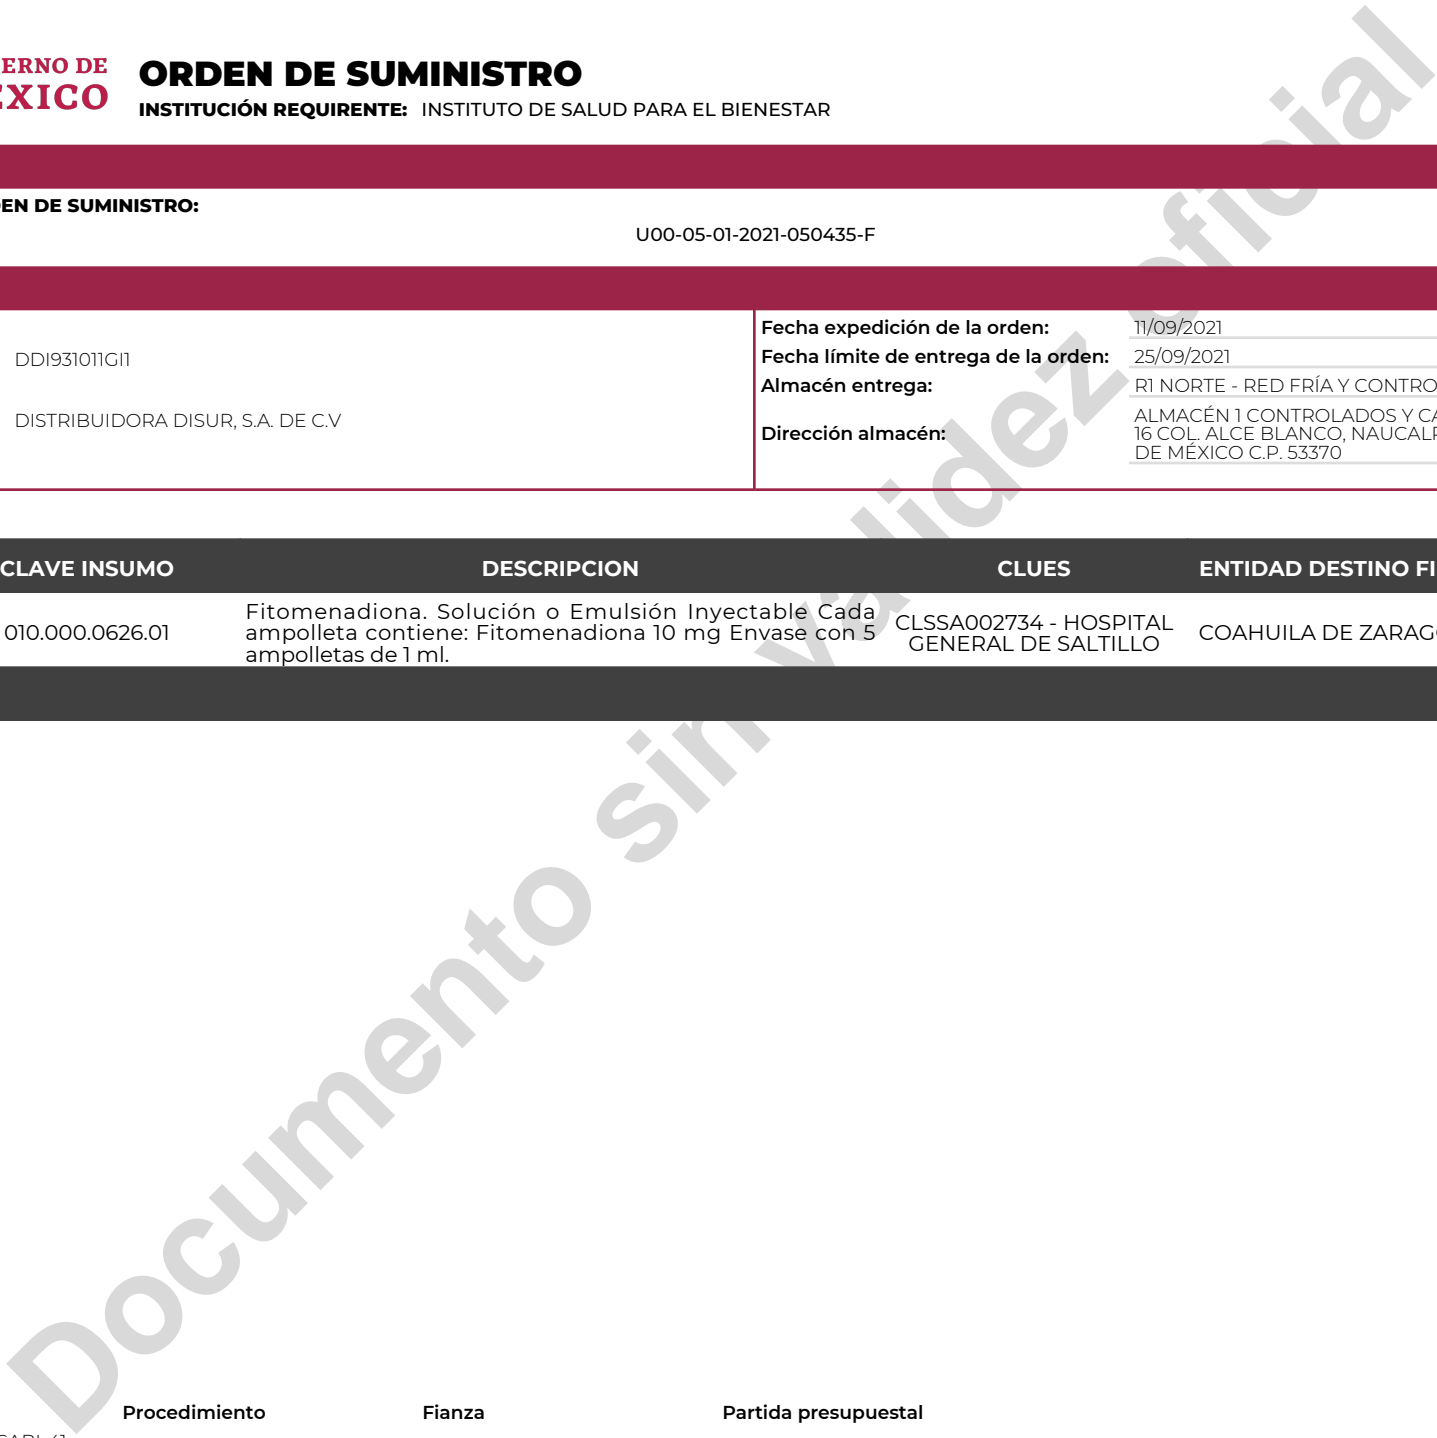 ERNO DE
ORDEN DE SUMINISTRO
EXICO
INSTITUCIÓN REQUIRENTE: INSTITUTO DE SALUD PARA EL BIENESTAR
EN DE SUMINISTRO:
U00-05-01-2021-050435-F
Fecha expedición de la orden: 11/09/2021
DDI931011GI1
Fecha límite de entrega de la orden: 25/09/2021
Almacén entrega: R1 NORTE - RED FRÍA Y CONTRO
DISTRIBUIDORA DISUR, S.A. DE C.V
Dirección almacén:
ALMACÉN 1 CONTROLADOS Y CA
16 COL. ALCE BLANCO, NAUCALP
DE MÉXICO C.P. 53370
CLAVE INSUMO DESCRIPCION CLUES ENTIDAD DESTINO FI
010.000.0626.01
Fitomenadiona. Solución o Emulsión Inyectable Cada
ampolleta contiene: Fitomenadiona 10 mg Envase con 5
ampolletas de 1 ml.
CLSSA002734 - HOSPITAL
GENERAL DE SALTILLO
COAHUILA DE ZARAG
Documento sin validez oficial
Procedimiento Fianza Partida presupuestal